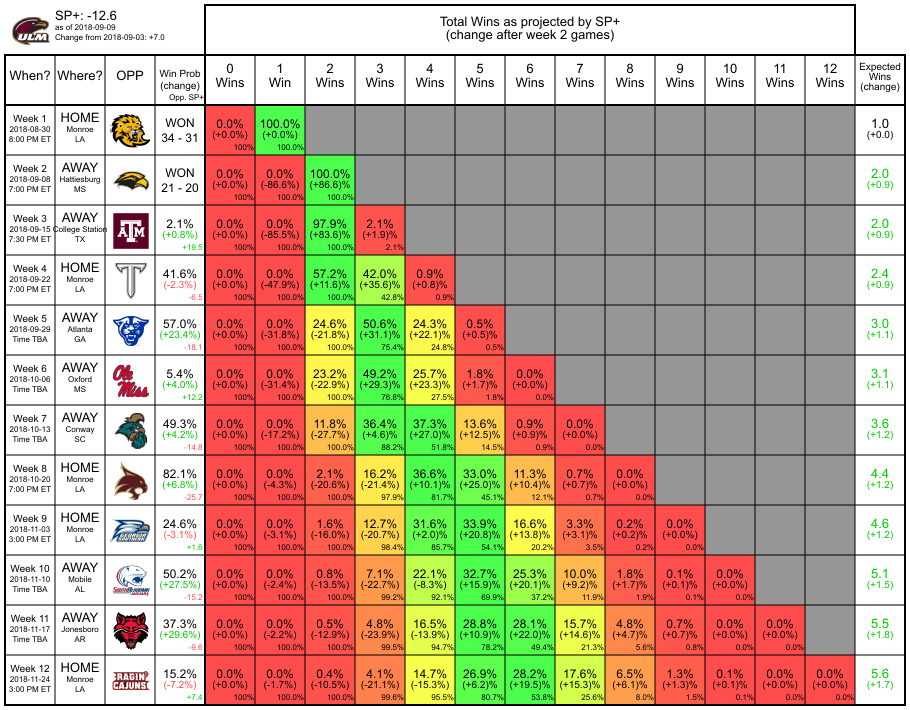 ULM
SP+: -12.6
as of 2018-09-09
Change from 2018-09-03: +7.0
Total Wins as projected by SP+
(change after week 2 games)
When? Where? OPP Win Prob (change) Opp. SP+ 0 Wins 1 Win 2 Wins 3 Wins 4 Wins 5 Wins 6 Wins 7 Wins 8 Wins 9 Wins 10 Wins 11 Wins 12 Wins Expected Wins (change)
Week 1 HOME WON 0.0% 100.0% 1.0
2018-08-30 Monroe 34 - 31 (+0.0%) (+0.0%) (+0.0)
8:00 PM ET LA 100% 100.0%
Week 2 AWAY WON 0.0% 0.0% 100.0% 2.0
2018-09-08 Hattiesburg 21 - 20 (+0.0%) (-86.6%) (+86.6)% (+0.9)
7:00 PM ET MS 100% 100.0% 100.0%
Week 3 AWAY ATM 2.1% 0.0% 0.0% 97.9% 2.1% 2.0
2018-09-15 College Station (+0.8%) (+0.0%) (-85.5%) (+83.6)% (+1.9)% (+0.9)
7:30 PM ET TX +19.5 100% 100.0% 100.0% 2.1%
Week 4 HOME T 41.6% 0.0% 0.0% 57.2% 42.0% 0.9% 2.4
2018-09-22 Monroe (-2.3%) (+0.0%) (-47.9%) (+11.6)% (+35.6)% (+0.8)% (+0.9)
7:00 PM ET LA -6.5 100% 100.0% 100.0% 42.8% 0.9%
Week 5 AWAY 57.0% 0.0% 0.0% 24.6% 50.6% 24.3% 0.5% 3.0
2018-09-29 Atlanta (+23.4%) (+0.0%) (-31.8%) (-21.8)% (+31.1)% (+22.1)% (+0.5)% (+1.1)
Time TBA GA -18.1 100% 100.0% 100.0% 75.4% 24.8% 0.5%
Week 6 AWAY Ole Miss 5.4% 0.0% 0.0% 23.2% 49.2% 25.7% 1.8% 0.0% 3.1
2018-10-06 Oxford (+4.0%) (+0.0%) (-31.4%) (-22.9)% (+29.3)% (+23.3)% (+1.7)% (+0.0)% (+1.1)
Time TBA MS +12.2 100% 100.0% 100.0% 76.8% 27.5% 1.8% 0.0%
Week 7 AWAY 49.3% 0.0% 0.0% 11.8% 36.4% 37.3% 13.6% 0.9% 0.0% 3.6
2018-10-13 Conway (+4.2%) (+0.0%) (-17.2%) (-27.7)% (+4.6)% (+27.0)% (+12.5)% (+0.9)% (+0.0)% (+1.2)
Time TBA SC -14.8 100% 100.0% 100.0% 88.2% 51.8% 14.5% 0.9% 0.0%
Week 8 HOME 82.1% 0.0% 0.0% 2.1% 16.2% 36.6% 33.0% 11.3% 0.7% 0.0% 4.4
2018-10-20 Monroe (+6.8%) (+0.0%) (-4.3%) (-20.6)% (-21.4)% (+10.1)% (+25.0)% (+10.4)% (+0.7)% (+0.0)% (+1.2)
7:00 PM ET LA -25.7 100% 100.0% 100.0% 97.9% 81.7% 45.1% 12.1% 0.7% 0.0%
Week 9 HOME GEORGIA SOUTHERN 24.6% 0.0% 0.0% 1.6% 12.7% 31.6% 33.9% 16.6% 3.3% 0.2% 0.0% 4.6
2018-11-03 Monroe (-3.1%) (+0.0%) (-3.1%) (-16.0)% (-20.7)% (+2.0)% (+20.8)% (+13.8)% (+3.1)% (+0.2)% (+0.0)% (+1.2)
3:00 PM ET LA +1.6 100% 100.0% 100.0% 98.4% 85.7% 54.1% 20.2% 3.5% 0.2% 0.0%
Week 10 AWAY 50.2% 0.0% 0.0% 0.8% 7.1% 22.1% 32.7% 25.3% 10.0% 1.8% 0.1% 0.0% 5.1
2018-11-10 Mobile (+27.5%) (+0.0%) (-2.4%) (-13.5)% (-22.7)% (-8.3)% (+15.9)% (+20.1)% (+9.2)% (+1.7)% (+0.1)% (+0.0)% (+1.5)
Time TBA AL -15.2 100% 100.0% 100.0% 99.2% 92.1% 69.9% 37.2% 11.9% 1.9% 0.1% 0.0%
Week 11 AWAY 37.3% 0.0% 0.0% 0.5% 4.8% 16.5% 28.8% 28.1% 15.7% 4.8% 0.7% 0.0% 0.0% 5.5
2018-11-17 Jonesboro (+29.6%) (+0.0%) (-2.2%) (-12.9)% (-23.9)% (-13.9)% (+10.9)% (+22.0)% (+14.6)% (+4.7)% (+0.7)% (+0.0)% (+0.0)% (+1.8)
Time TBA AR -9.6 100% 100.0% 100.0% 99.5% 94.7% 78.2% 49.4% 21.3% 5.6% 0.8% 0.0% 0.0%
Week 12 HOME RAGIN CAJUNS 15.2% 0.0% 0.0% 0.4% 4.1% 14.7% 26.9% 28.2% 17.6% 6.5% 1.3% 0.1% 0.0% 0.0% 5.6
2018-11-24 Monroe (-7.2%) (+0.0%) (-1.7%) (-10.5)% (-21.1)% (-15.3)% (+6.2)% (+19.5)% (+15.3)% (+6.1)% (+1.3)% (+0.1)% (+0.0)% (+0.0)% (+1.7)
3:00 PM ET LA +7.4 100% 100.0% 100.0% 99.6% 95.5% 80.7% 53.8% 25.6% 8.0% 1.5% 0.1% 0.0% 0.0%